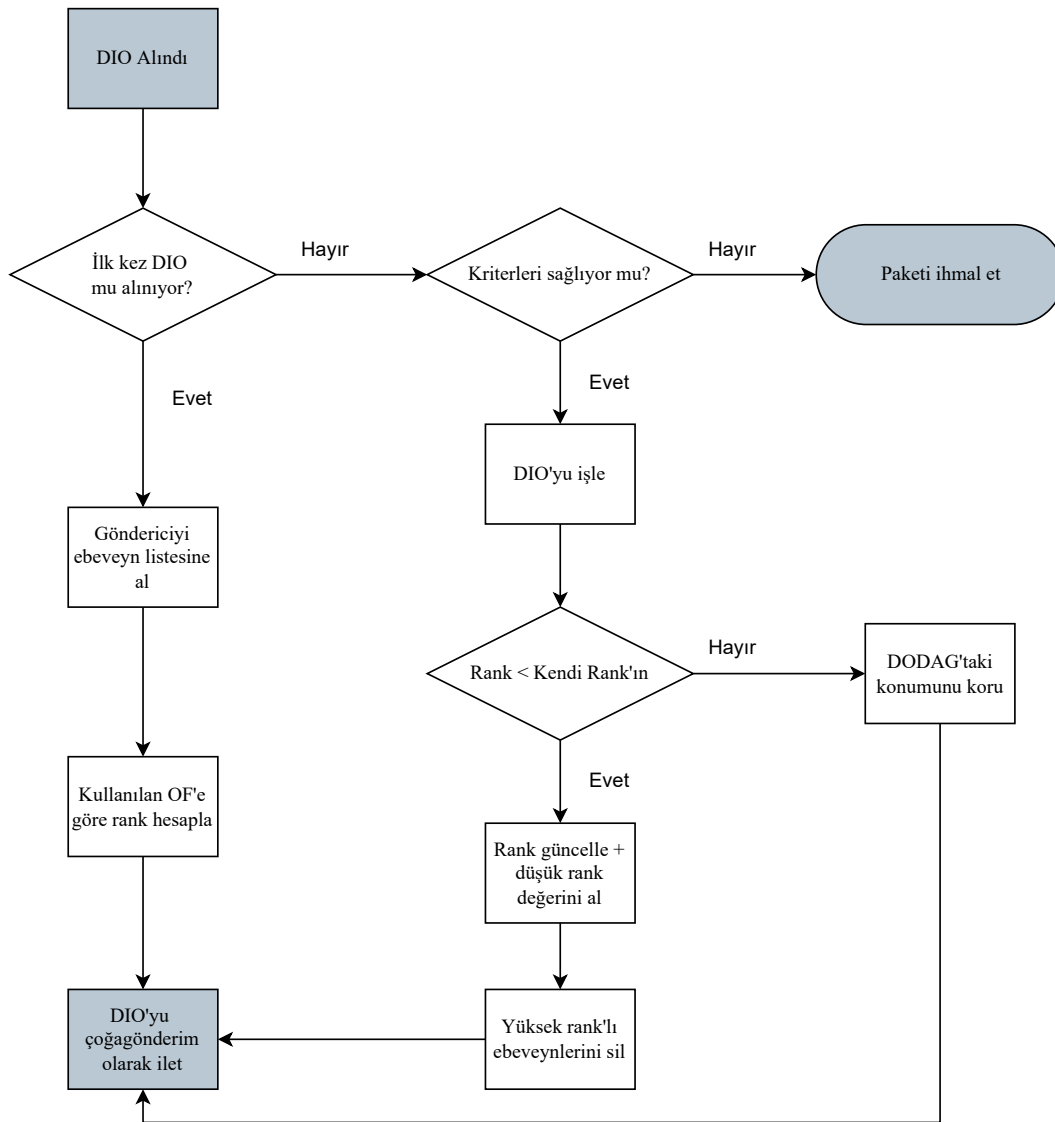 DIO Alındı
İlk kez DIO
mu alınıyor?
Hayır
Kriterleri sağlıyor mu?
Hayır
Paketi ihmal et
Evet
Evet
DIO'yu işle
Göndericiyi
ebeveyn listesine
al
Rank < Kendi Rank'ın
Hayır
DODAG'taki
konumunu koru
Evet
Kullanılan OF'e
göre rank hesapla
Rank güncelle +
düşük rank
değerini al
DIO'yu
çoğagönderim
olarak ilet
Yüksek rank'lı
ebeveynlerini sil